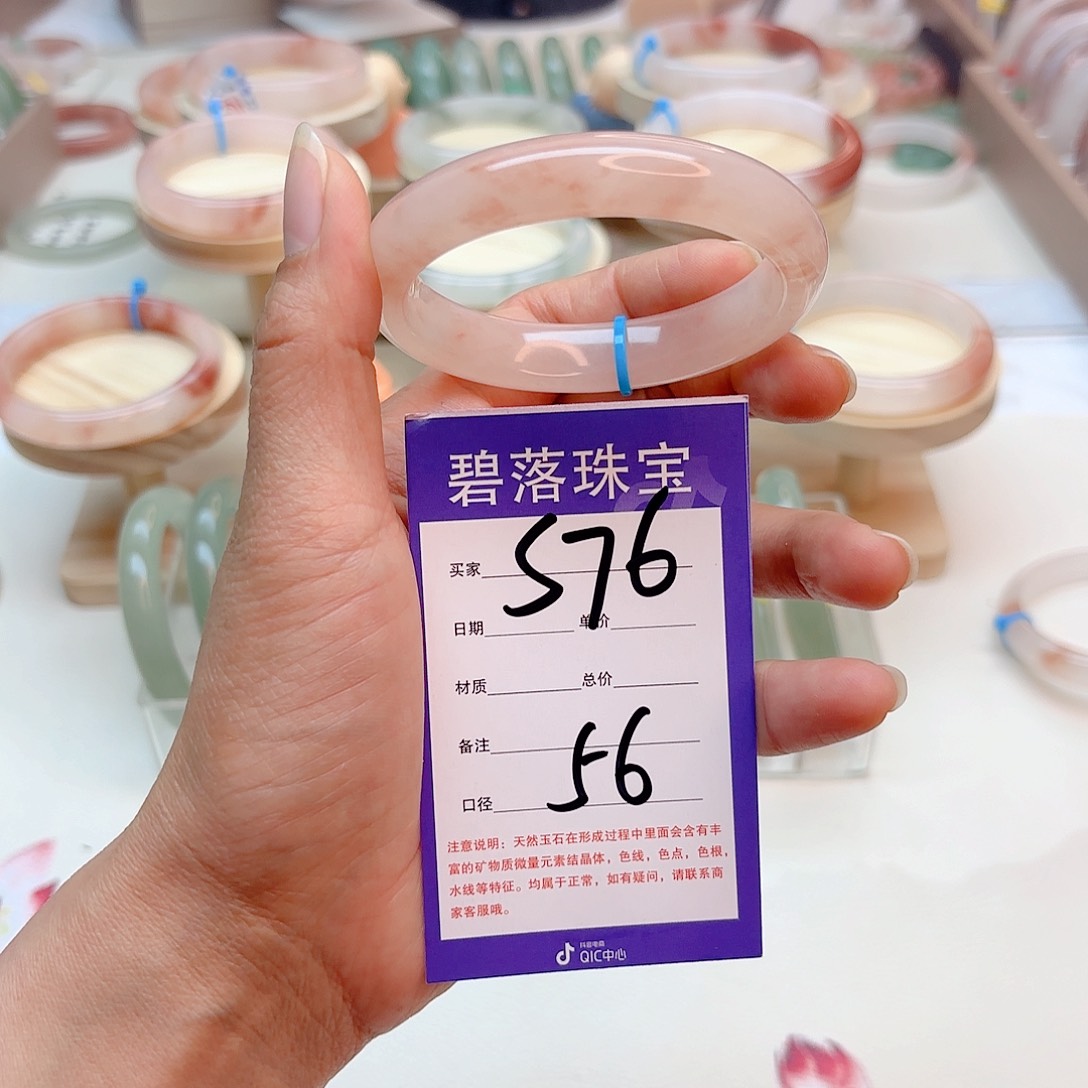 碧落珠宝
买家 576
日期 单价
材质 总价
备注
口径 56
注意说明：天然玉石在形成过程中里面会含有丰
富的矿物质微量元素结晶体，色线，色点，色根，
水线等特征。均属于正常，如有疑问，请联系商
家客服哦。
抖音电商
QIC中心